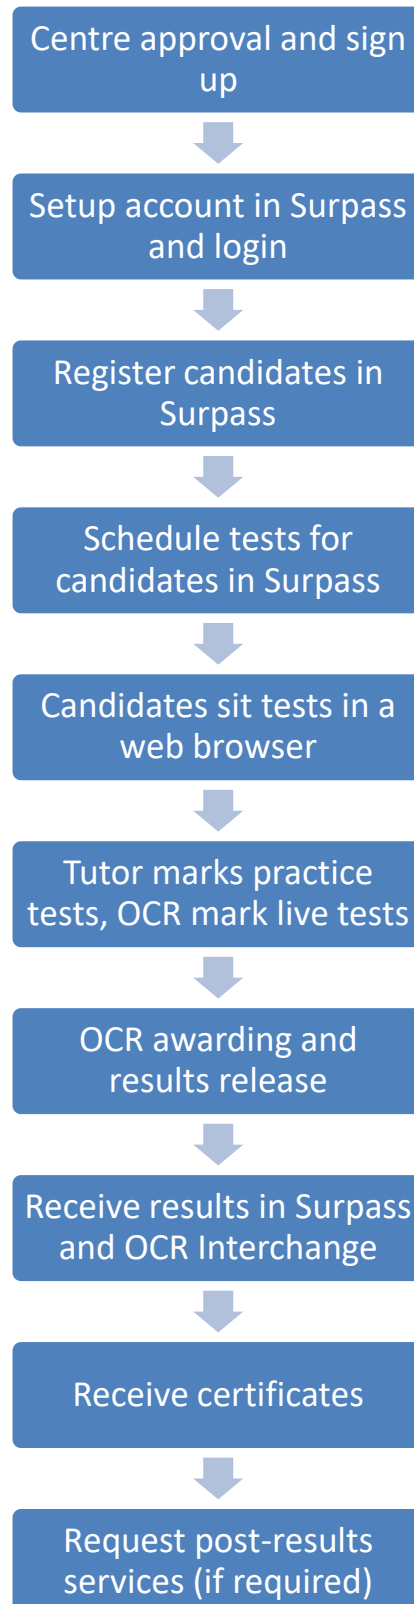 Centre approval and sign
up
Setup account in Surpass
and login
Register candidates in
Surpass
Schedule tests for
candidates in Surpass
Candidates sit tests in a
web browser
Tutor marks practice
tests, OCR mark live tests
OCR awarding and
results release
Receive results in Surpass
and OCR Interchange
Receive certificates
Request post-results
services (if required)